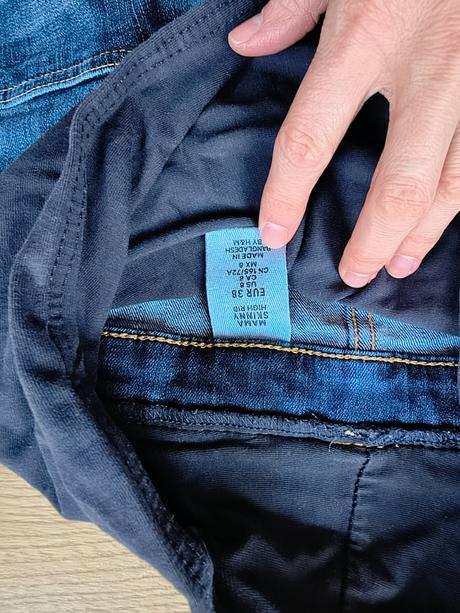 MAMA
SKINNY
HIGH RIB
EUR 38
US 8
CA 8
CN 165/72A
MX 8
MADE IN
BANGLADESH
BY H&M